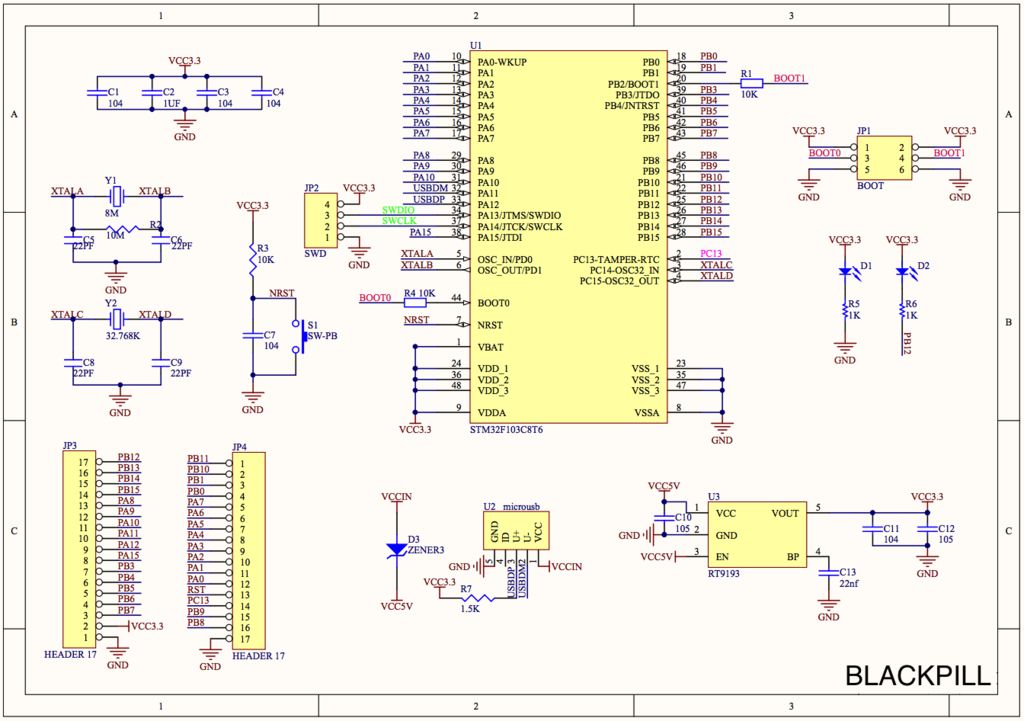 1 2 3
A
B
C
VCC3.3
C1
104
C2
1UF
C3
104
C4
104
GND
XTALA Y1 XTALB
8M
R2
10M
C5
22PF
C6
22PF
GND
XTALC Y2 XTALD
32.768K
C8
22PF
C9
22PF
GND
VCC3.3
R3
10K
NRST
C7
104
S1
SW-PB
GND
JP2
VCC3.3
4
3 SWDIO
2 SWCLK
1
SWD
GND
U1
PA0 10 PA0-WKUP
PA1 11 PA1
PA2 12 PA2
PA3 13 PA3
PA4 14 PA4
PA5 15 PA5
PA6 16 PA6
PA7 17 PA7
PA8 29 PA8
PA9 30 PA9
PA10 31 PA10
USBDM 32 PA11
USBDP 33 PA12
34 PA13/JTMS/SWDIO
37 PA14/JTCK/SWCLK
PA15 38 PA15/JTDI
XTALA 5 OSC_IN/PD0
XTALB 6 OSC_OUT/PD1
BOOT0 R4 10K 44 BOOT0
NRST 7 NRST
1 VBAT
24 VDD_1
36 VDD_2
48 VDD_3
9 VDDA
VCC3.3
STM32F103C8T6
PB0 18 PB0
PB1 19 PB1
PB2/BOOT1 20 R1 BOOT1
10K
PB3/JTDO 39 PB3
PB4/JNTRST 40 PB4
PB5 41 PB5
PB6 42 PB6
PB7 43 PB7
PB8 45 PB8
PB9 46 PB9
PB10 21 PB10
PB11 22 PB11
PB12 25 PB12
PB13 26 PB13
PB14 27 PB14
PB15 28 PB15
PC13-TAMPER-RTC 2 PC13
PC14-OSC32_IN 3 XTALC
PC15-OSC32_OUT 4 XTALD
VSS_1 23
VSS_2 35
VSS_3 47
VSSA 8
GND
VCC3.3 JP1 VCC3.3
1 2
BOOT0 3 4 BOOT1
5 6
GND BOOT GND
VCC3.3 VCC3.3
D1 D2
R5
1K
R6
1K
GND
PB12
JP3
17 PB12
16 PB13
15 PB14
14 PB15
13 PA8
12 PA9
11 PA10
10 PA11
9 PA12
8 PA15
7 PB3
6 PB4
5 PB5
4 PB6
3 PB7
2 VCC3.3
1
HEADER 17
GND
JP4
PB11 1
PB10 2
PB1 3
PB0 4
PA7 5
PA6 6
PA5 7
PA4 8
PA3 9
PA2 10
PA1 11
PA0 12
RST 13
PC13 14
PB9 15
PB8 16
17
GND
HEADER 17
VCCIN
D3
ZENER3
VCC5V
U2 microusb
GND ID U+ U- VCC
5 4 3 2 1
GND
USBDP
USBDM
VCCIN
VCC3.3
R7
1.5K
VCC5V
C10
105
GND
VCC5V
U3
1 VCC VOUT 5
2 GND
3 EN BP 4
RT9193
VCC3.3
C11
104
C12
105
GND
C13
22nf
GND
BLACKPILL
A
B
C
1 2 3